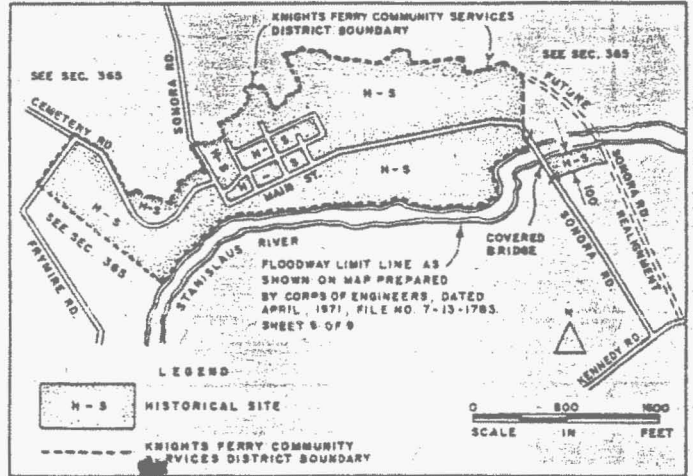 KNIGHTS FERRY COMMUNITY SERVICES
DISTRICT BOUNDARY
SEE SEC. 365
SEE SEC. 365
SONORA RD.
CEMETERY RD.
FUTURE
H-S
H-S
H-S
H-S
H-S
H-S
MAIN ST.
H-S
100'
SONORA RD.
REALIGNMENT
SEE SEC. 365
FRYMIRE RD.
STANISLAUS
RIVER
COVERED
BRIDGE
SONORA RD.
FLOODWAY LIMIT LINE AS
SHOWN ON MAP PREPARED
BY CORPS OF ENGINEERS, DATED
APRIL, 1971, FILE NO. 7-13-1783.
SHEET 5 OF 9
N
KENNEDY RD.
LEGEND
H-S
HISTORICAL SITE
0 800 1600
SCALE IN FEET
KNIGHTS FERRY COMMUNITY
SERVICES DISTRICT BOUNDARY